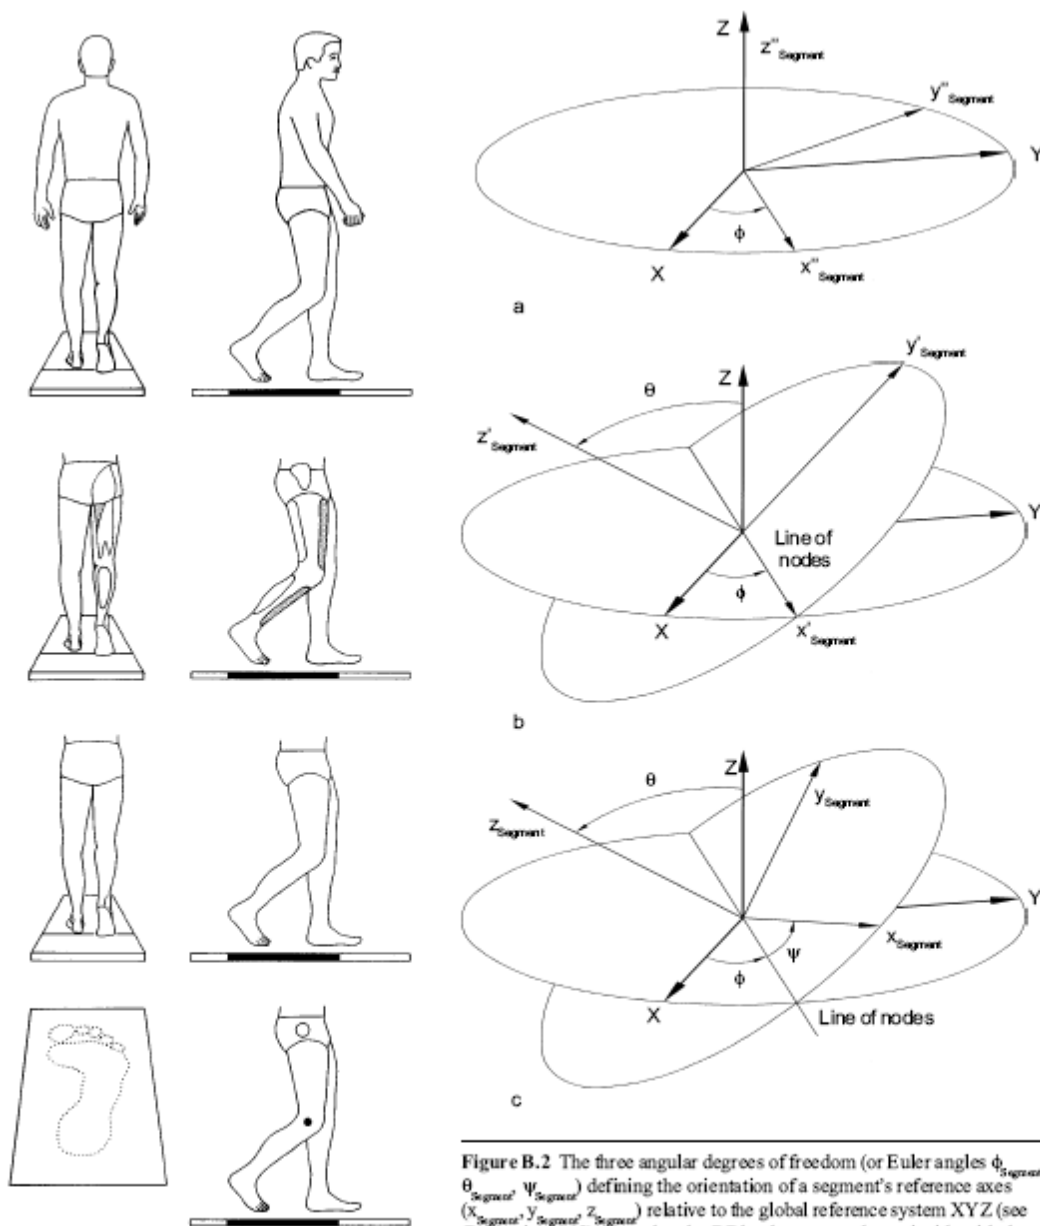 Z
z''Segment
y''Segment
Y
ϕ
X
x''Segment
a
y'Segment
Z
θ
z'Segment
Y
Line of
nodes
ϕ
X
x'Segment
b
Z
θ
ySegment
zSegment
Y
xSegment
ψ
ϕ
X
Line of nodes
c
Figure B.2 The three angular degrees of freedom (or Euler angles ϕSegment,
θSegment, ψSegment) defining the orientation of a segment's reference axes
(xSegment, ySegment, zSegment) relative to the global reference system XYZ (see